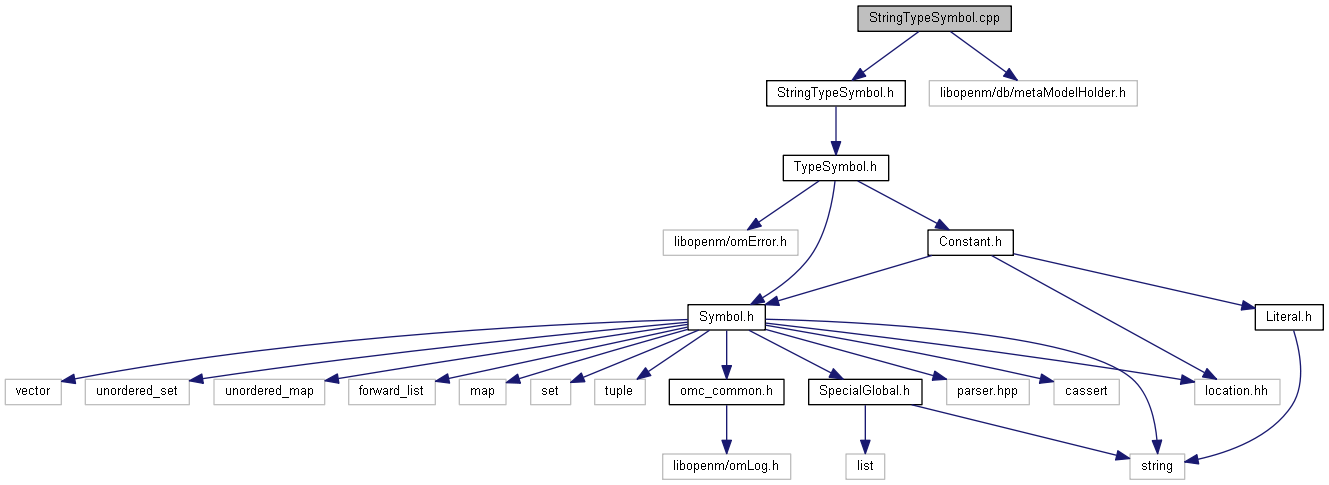 StringTypeSymbol.cpp
StringTypeSymbol.h
libopenm/db/metaModelHolder.h
TypeSymbol.h
libopenm/omError.h
Constant.h
Symbol.h
Literal.h
vector
unordered_set
unordered_map
forward_list
map
set
tuple
omc_common.h
SpecialGlobal.h
parser.hpp
cassert
location.hh
libopenm/omLog.h
list
string